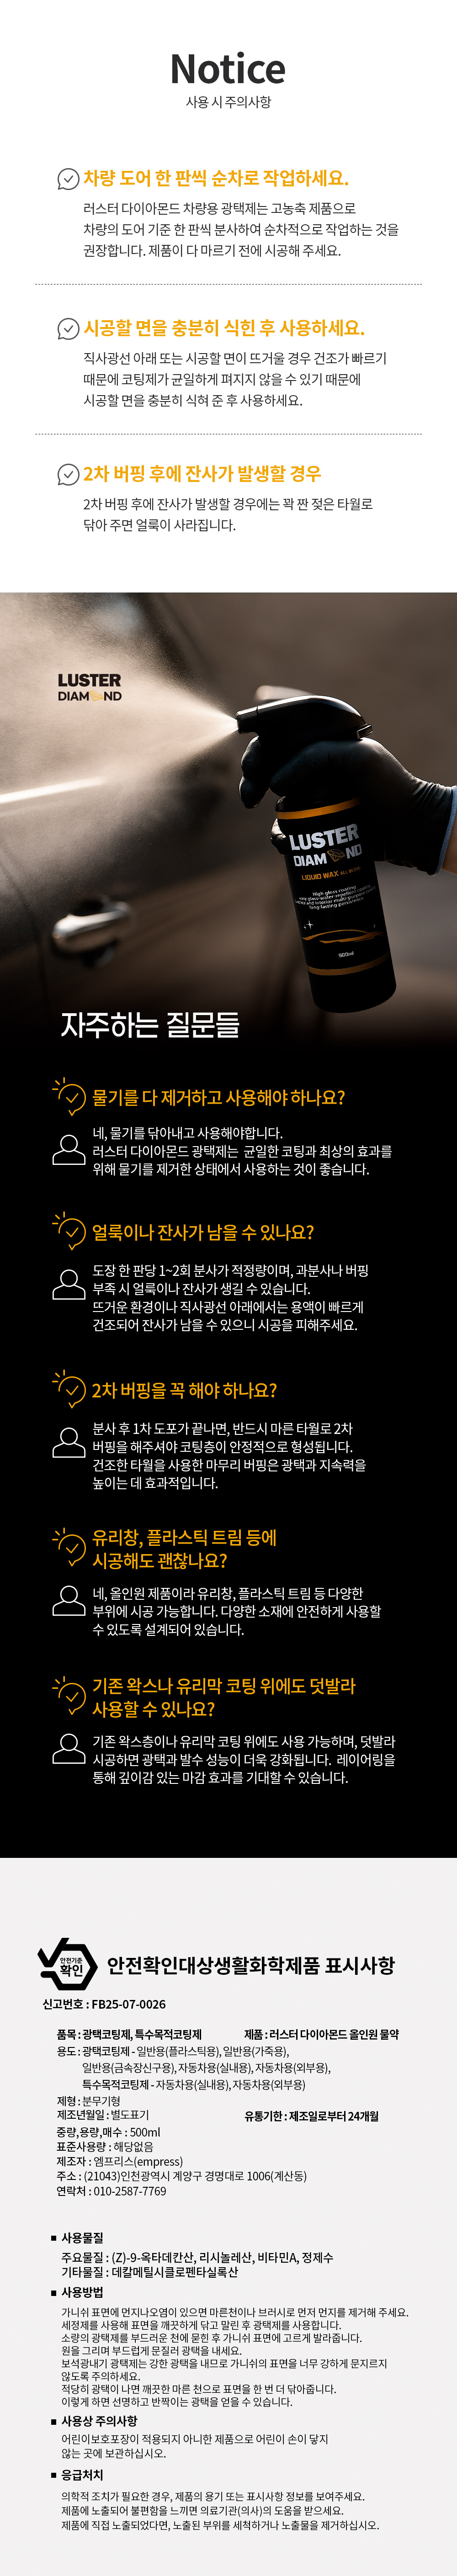 Notice
사용 시 주의사항
차량 도어 한 판씩 순차로 작업하세요.
러스터 다이아몬드 차량용 광택제는 고농축 제품으로
차량의 도어 기준 한 판씩 분사하여 순차적으로 작업하는 것을
권장합니다. 제품이 다 마르기 전에 시공해 주세요.
시공할 면을 충분히 식힌 후 사용하세요.
직사광선 아래 또는 시공할 면이 뜨거울 경우 건조가 빠르기
때문에 코팅제가 균일하게 펴지지 않을 수 있기 때문에
시공할 면을 충분히 식혀 준 후 사용하세요.
2차 버핑 후에 잔사가 발생할 경우
2차 버핑 후에 잔사가 발생할 경우에는 꽉 짠 젖은 타월로
닦아 주면 얼룩이 사라집니다.
LUSTER
DIAM ND
LUSTER
DIAM ND
LIQUID WAX ALL IN ONE
High gloss coating
500ml
자주하는 질문들
물기를 다 제거하고 사용해야 하나요?
네, 물기를 닦아내고 사용해야합니다.
러스터 다이아몬드 광택제는 균일한 코팅과 최상의 효과를
위해 물기를 제거한 상태에서 사용하는 것이 좋습니다.
얼룩이나 잔사가 남을 수 있나요?
도장 한 판당 1~2회 분사가 적정량이며, 과분사나 버핑
부족 시 얼룩이나 잔사가 생길 수 있습니다.
뜨거운 환경이나 직사광선 아래에서는 용액이 빠르게
건조되어 잔사가 남을 수 있으니 시공을 피해주세요.
2차 버핑을 꼭 해야 하나요?
분사 후 1차 도포가 끝나면, 반드시 마른 타월로 2차
버핑을 해주셔야 코팅층이 안정적으로 형성됩니다.
건조한 타월을 사용한 마무리 버핑은 광택과 지속력을
높이는 데 효과적입니다.
유리창, 플라스틱 트림 등에
시공해도 괜찮나요?
네, 올인원 제품이라 유리창, 플라스틱 트림 등 다양한
부위에 시공 가능합니다. 다양한 소재에 안전하게 사용할
수 있도록 설계되어 있습니다.
기존 왁스나 유리막 코팅 위에도 덧발라
사용할 수 있나요?
기존 왁스층이나 유리막 코팅 위에도 사용 가능하며, 덧발라
시공하면 광택과 발수 성능이 더욱 강화됩니다. 레이어링을
통해 깊이감 있는 마감 효과를 기대할 수 있습니다.
안전기준
확인
안전확인대상생활화학제품 표시사항
신고번호 : FB25-07-0026
품목 : 광택코팅제, 특수목적코팅제
제품 : 러스터 다이아몬드 올인원 물약
용도 : 광택코팅제 - 일반용(플라스틱용), 일반용(가죽용),
일반용(금속장신구용), 자동차용(실내용), 자동차용(외부용),
특수목적코팅제 - 자동차용(실내용), 자동차용(외부용)
제형 : 분무기형
제조년월일 : 별도표기
유통기한 : 제조일로부터 24개월
중량,용량,매수 : 500ml
표준사용량 : 해당없음
제조자 : 엠프리스(empress)
주소 : (21043)인천광역시 계양구 경명대로 1006(계산동)
연락처 : 010-2587-7769
사용물질
주요물질 : (Z)-9-옥타데칸산, 리시놀레산, 비타민A, 정제수
기타물질 : 데칼메틸시클로펜타실록산
사용방법
가니쉬 표면에 먼지나오염이 있으면 마른천이나 브러시로 먼저 먼지를 제거해 주세요.
세정제를 사용해 표면을 깨끗하게 닦고 말린 후 광택제를 사용합니다.
소량의 광택제를 부드러운 천에 묻힌 후 가니쉬 표면에 고르게 발라줍니다.
원을 그리며 부드럽게 문질러 광택을 내세요.
보석광내기 광택제는 강한 광택을 내므로 가니쉬의 표면을 너무 강하게 문지르지
않도록 주의하세요.
적당히 광택이 나면 깨끗한 마른 천으로 표면을 한 번 더 닦아줍니다.
이렇게 하면 선명하고 반짝이는 광택을 얻을 수 있습니다.
사용상 주의사항
어린이보호포장이 적용되지 아니한 제품으로 어린이 손이 닿지
않는 곳에 보관하십시오.
응급처치
의학적 조치가 필요한 경우, 제품의 용기 또는 표시사항 정보를 보여주세요.
제품에 노출되어 불편함을 느끼면 의료기관(의사)의 도움을 받으세요.
제품에 직접 노출되었다면, 노출된 부위를 세척하거나 노출물을 제거하십시오.